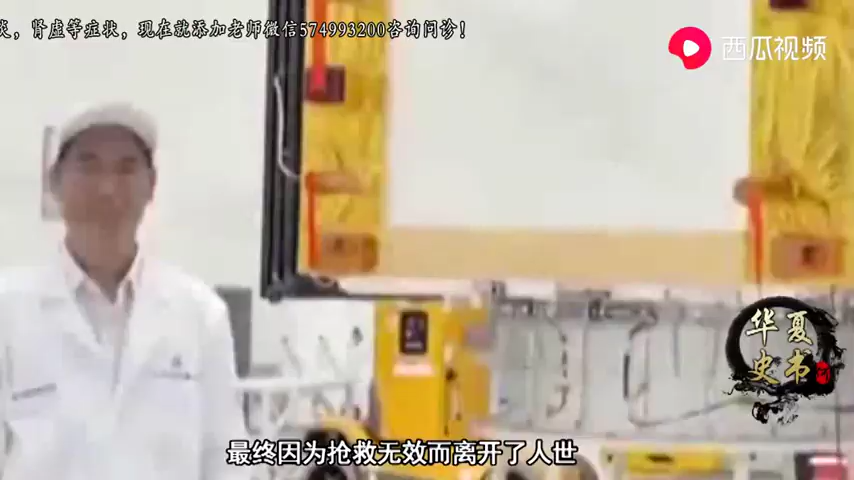 炎，肾虚等症状，现在就添加老师微信574993200咨询问诊！
西瓜视频
华夏
史书
最终因为抢救无效而离开了人世